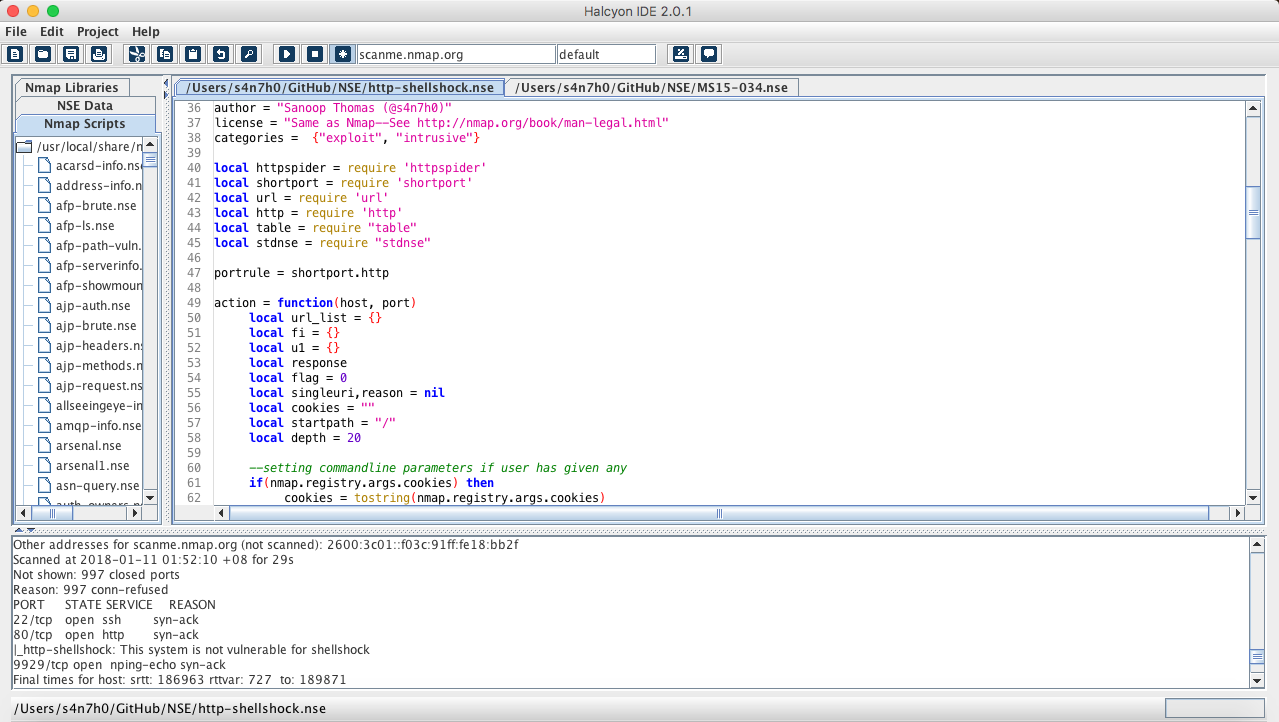 Halcyon IDE 2.0.1
File Edit Project Help
scanme.nmap.org default
Nmap Libraries
NSE Data
Nmap Scripts
/usr/local/share/n
acarsd-info.nse
address-info.n
afp-brute.nse
afp-ls.nse
afp-path-vuln.
afp-serverinfo.
afp-showmoun
ajp-auth.nse
ajp-brute.nse
ajp-headers.ns
ajp-methods.n
ajp-request.ns
allseeingeye-in
amqp-info.nse
arsenal.nse
arsenal1.nse
asn-query.nse
auth-owners.n
/Users/s4n7h0/GitHub/NSE/http-shellshock.nse /Users/s4n7h0/GitHub/NSE/MS15-034.nse
36 author = "Sanoop Thomas (@s4n7h0)"
37 license = "Same as Nmap--See http://nmap.org/book/man-legal.html"
38 categories =  {"exploit", "intrusive"}
39
40 local httpspider = require 'httpspider'
41 local shortport = require 'shortport'
42 local url = require 'url'
43 local http = require 'http'
44 local table = require "table"
45 local stdnse = require "stdnse"
46
47 portrule = shortport.http
48
49 action = function(host, port)
50      local url_list = {}
51      local fi = {}
52      local u1 = {}
53      local response
54      local flag = 0
55      local singleuri,reason = nil
56      local cookies = ""
57      local startpath = "/"
58      local depth = 20
59
60      --setting commandline parameters if user has given any
61      if(nmap.registry.args.cookies) then
62           cookies = tostring(nmap.registry.args.cookies)
Other addresses for scanme.nmap.org (not scanned): 2600:3c01::f03c:91ff:fe18:bb2f
Scanned at 2018-01-11 01:52:10 +08 for 29s
Not shown: 997 closed ports
Reason: 997 conn-refused
PORT STATE SERVICE REASON
22/tcp open ssh syn-ack
80/tcp open http syn-ack
|_http-shellshock: This system is not vulnerable for shellshock
9929/tcp open nping-echo syn-ack
Final times for host: srtt: 186963 rttvar: 727 to: 189871
/Users/s4n7h0/GitHub/NSE/http-shellshock.nse